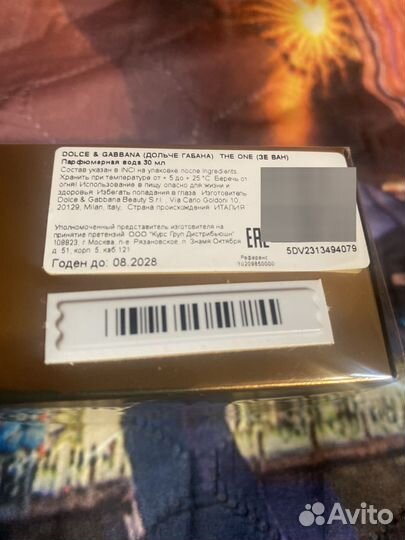 DOLCE & GABBANA (ДОЛЬЧЕ ГАБАНА) THE ONE (ЗЕ ВАН)
Парфюмерная вода 30 мл
Состав указан в INCI на упаковке после Ingredients.
Хранить при температуре от + 5 до + 25 °C. Беречь от
огня! Использование в пищу опасно для жизни и
здоровья. Избегать попадания в глаза. Изготовитель:
Dolce & Gabbana Beauty S.r.l., Via Carlo Goldoni 10,
20129, Milan, Italy, Страна происхождения: ИТАЛИЯ
Уполномоченный представитель изготовителя на
принятие претензий: ООО "Курс Груп Дистрибьюшн"
108823, г. Москва, п-е Рязановское, п. Знамя Октября,
д. 51, корп. 5, каб.121
EAC
5DV2313494079
Референс:
Годен до: 08.2028
Avito